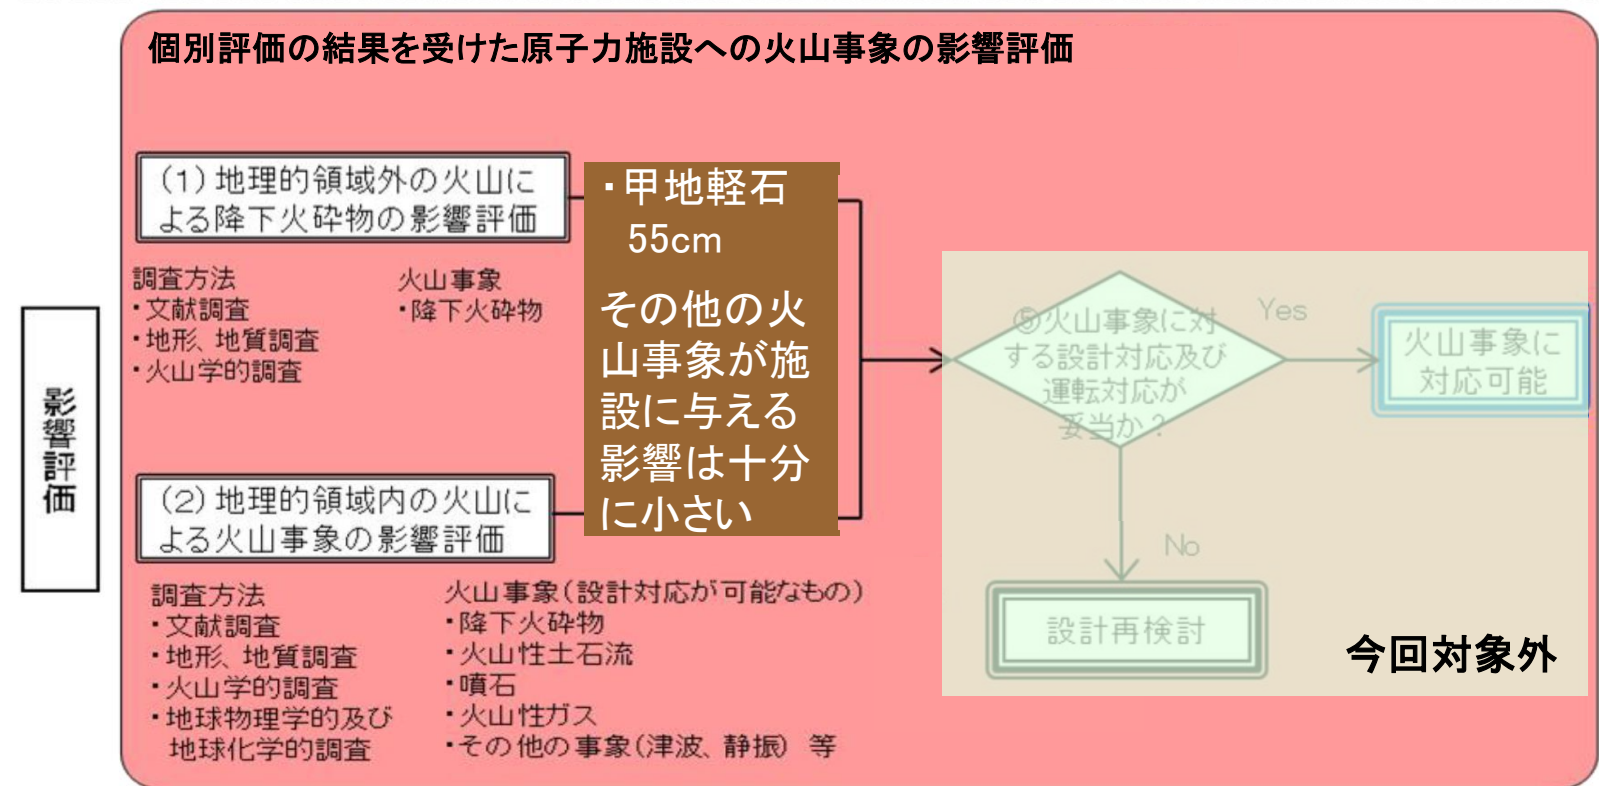 個別評価の結果を受けた原子力施設への火山事象の影響評価
影響評価
(1)地理的領域外の火山に
よる降下火砕物の影響評価
調査方法
・文献調査
・地形、地質調査
・火山学的調査
火山事象
・降下火砕物
・甲地軽石
55cm
その他の火
山事象が施
設に与える
影響は十分
に小さい
(2)地理的領域内の火山に
よる火山事象の影響評価
調査方法
・文献調査
・地形、地質調査
・火山学的調査
・地球物理学的及び
地球化学的調査
火山事象(設計対応が可能なもの)
・降下火砕物
・火山性土石流
・噴石
・火山性ガス
・その他の事象(津波、静振) 等
⑤火山事象に対
する設計対応及び
運転対応が
妥当か?
Yes
火山事象に
対応可能
No
設計再検討
今回対象外